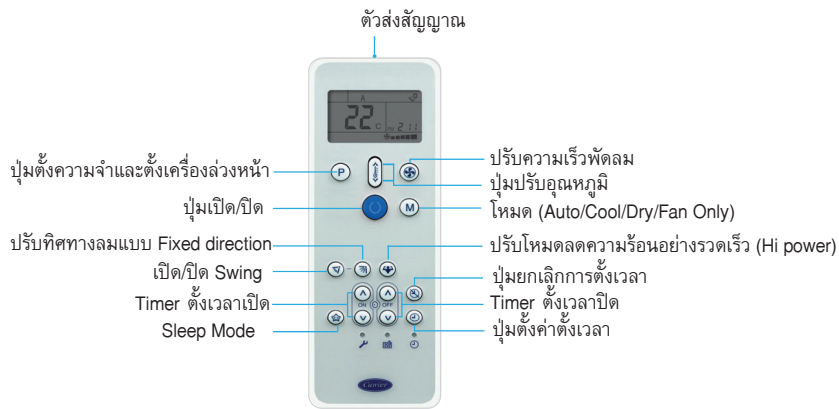 ตัวส่งสัญญาณ
A
22 c
211
ปุ่มตั้งความจำและตั้งเครื่องล่วงหน้า
P
TEMP
ปรับความเร็วพัดลม
ปุ่มปรับอุณหภูมิ
ปุ่มเปิด/ปิด
M
โหมด (Auto/Cool/Dry/Fan Only)
ปรับทิศทางลมแบบ Fixed direction
ปรับโหมดลดความร้อนอย่างรวดเร็ว (Hi power)
เปิด/ปิด Swing
ปุ่มยกเลิกการตั้งเวลา
Timer ตั้งเวลาเปิด
ON
OFF
Timer ตั้งเวลาปิด
Sleep Mode
ปุ่มตั้งค่าตั้งเวลา
Carrier